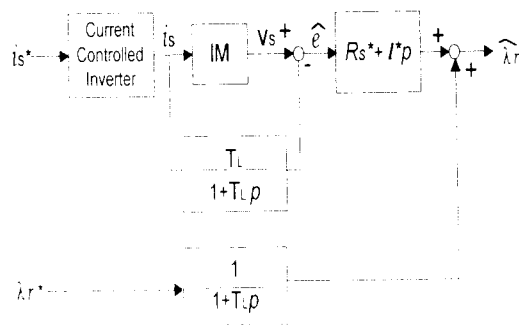 is*
Current
Controlled
Inverter
is
IM
Vs
+
-
ê
Rs*+ l*p
+
+
λ̂r
TL
1+TLp
λr*
1
1+TLp